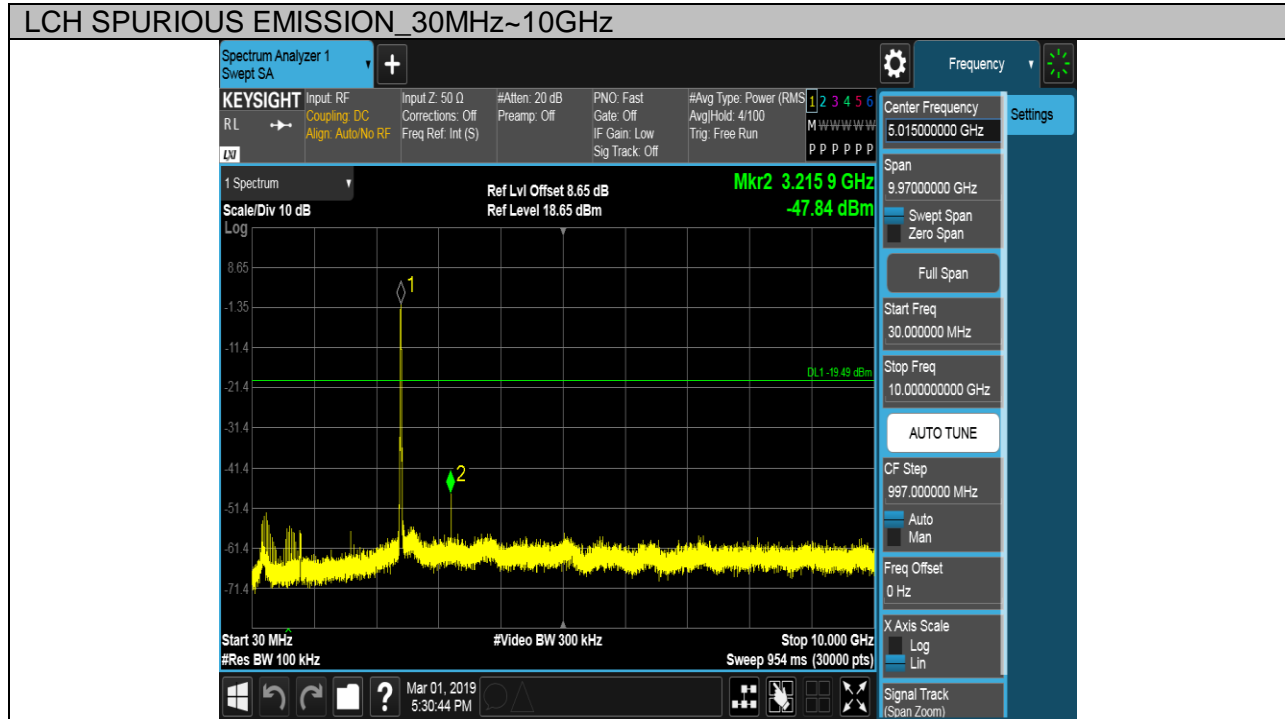 LCH SPURIOUS EMISSION_30MHz~10GHz
Spectrum Analyzer 1
Swept SA
+
Frequency
KEYSIGHT
RL
LXI
Input: RF
Coupling: DC
Align: Auto/No RF
Input Z: 50 Ω
Corrections: Off
Freq Ref: Int (S)
#Atten: 20 dB
Preamp: Off
PNO: Fast
Gate: Off
IF Gain: Low
Sig Track: Off
#Avg Type: Power (RMS
Avg|Hold: 4/100
Trig: Free Run
1 2 3 4 5 6
M W W W W W
P P P P P P
1 Spectrum
Scale/Div 10 dB
Log
Ref Lvl Offset 8.65 dB
Ref Level 18.65 dBm
Mkr2 3.215 9 GHz
-47.84 dBm
8.65
-1.35
-11.4
-21.4
-31.4
-41.4
-51.4
-61.4
-71.4
1
2
DL1 -19.49 dBm
Start 30 MHz
#Res BW 100 kHz
#Video BW 300 kHz
Stop 10.000 GHz
Sweep 954 ms (30000 pts)
Mar 01, 2019
5:30:44 PM
?
Center Frequency
5.015000000 GHz
Settings
Span
9.97000000 GHz
Swept Span
Zero Span
Full Span
Start Freq
30.000000 MHz
Stop Freq
10.000000000 GHz
AUTO TUNE
CF Step
997.000000 MHz
Auto
Man
Freq Offset
0 Hz
X Axis Scale
Log
Lin
Signal Track
(Span Zoom)